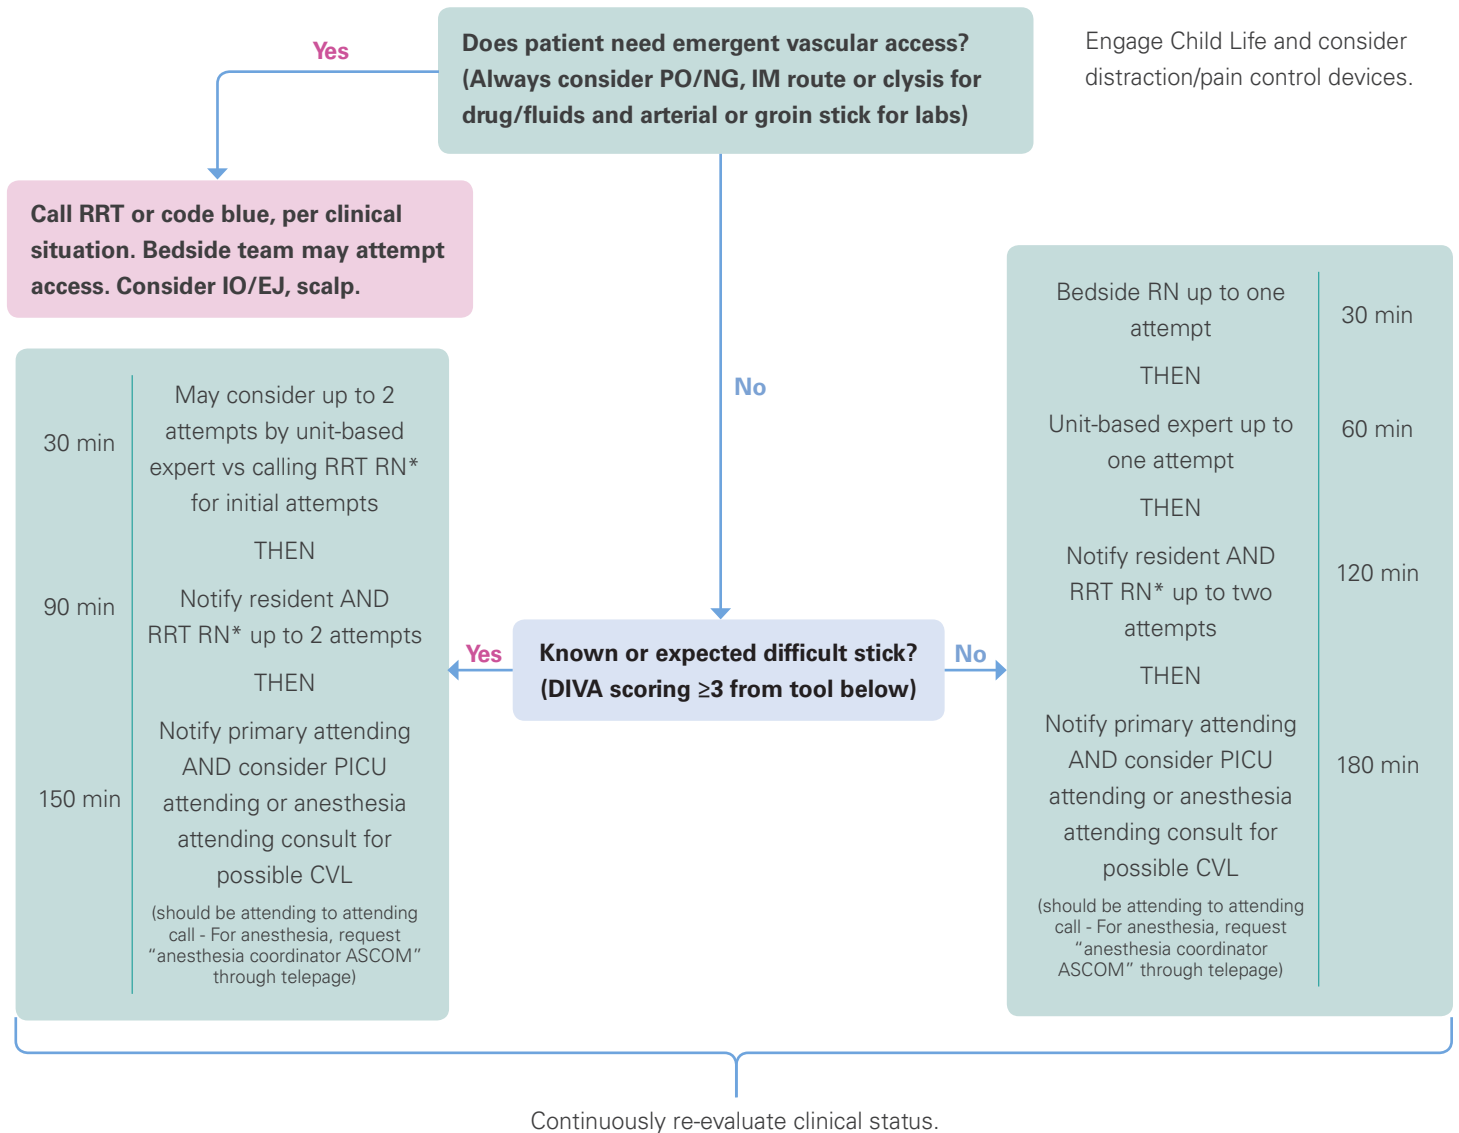 Does patient need emergent vascular access?
(Always consider PO/NG, IM route or clysis for
drug/fluids and arterial or groin stick for labs)
Engage Child Life and consider
distraction/pain control devices.
Yes
Call RRT or code blue, per clinical
situation. Bedside team may attempt
access. Consider IO/EJ, scalp.
No
30 min
May consider up to 2
attempts by unit-based
expert vs calling RRT RN*
for initial attempts
THEN
90 min
Notify resident AND
RRT RN* up to 2 attempts
THEN
150 min
Notify primary attending
AND consider PICU
attending or anesthesia
attending consult for
possible CVL
(should be attending to attending
call - For anesthesia, request
“anesthesia coordinator ASCOM”
through telepage)
Yes
Known or expected difficult stick?
(DIVA scoring ≥3 from tool below)
No
Bedside RN up to one
attempt
30 min
THEN
Unit-based expert up to
one attempt
60 min
THEN
Notify resident AND
RRT RN* up to two
attempts
120 min
THEN
Notify primary attending
AND consider PICU
attending or anesthesia
attending consult for
possible CVL
180 min
(should be attending to attending
call - For anesthesia, request
“anesthesia coordinator
ASCOM” through telepage)
Continuously re-evaluate clinical status.